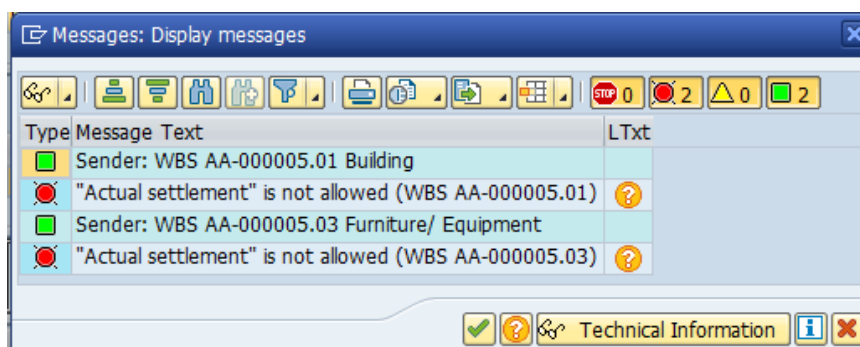 Messages: Display messages
STOP 0 2 0 2
Type Message Text LTxt
Sender: WBS AA-000005.01 Building
"Actual settlement" is not allowed (WBS AA-000005.01)
Sender: WBS AA-000005.03 Furniture/ Equipment
"Actual settlement" is not allowed (WBS AA-000005.03)
Technical Information